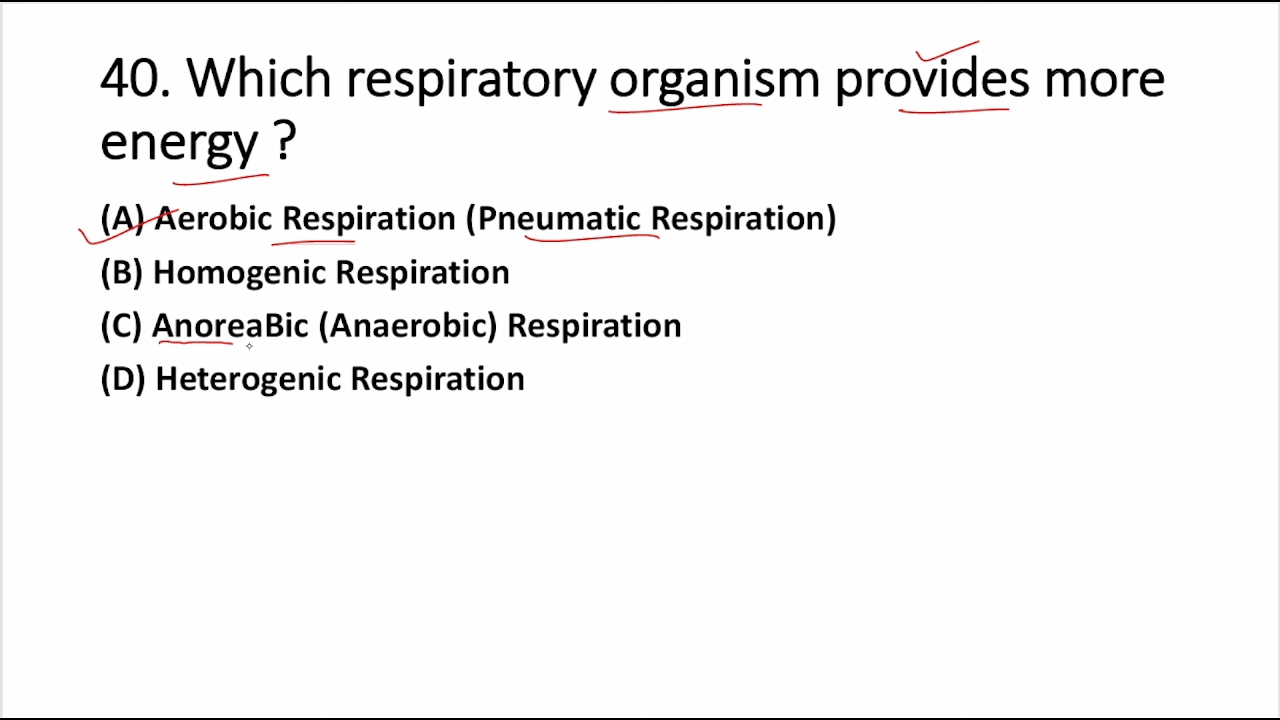 40. Which respiratory organism provides more
energy ?
(A) Aerobic Respiration (Pneumatic Respiration)
(B) Homogenic Respiration
(C) AnoreaBic (Anaerobic) Respiration
(D) Heterogenic Respiration